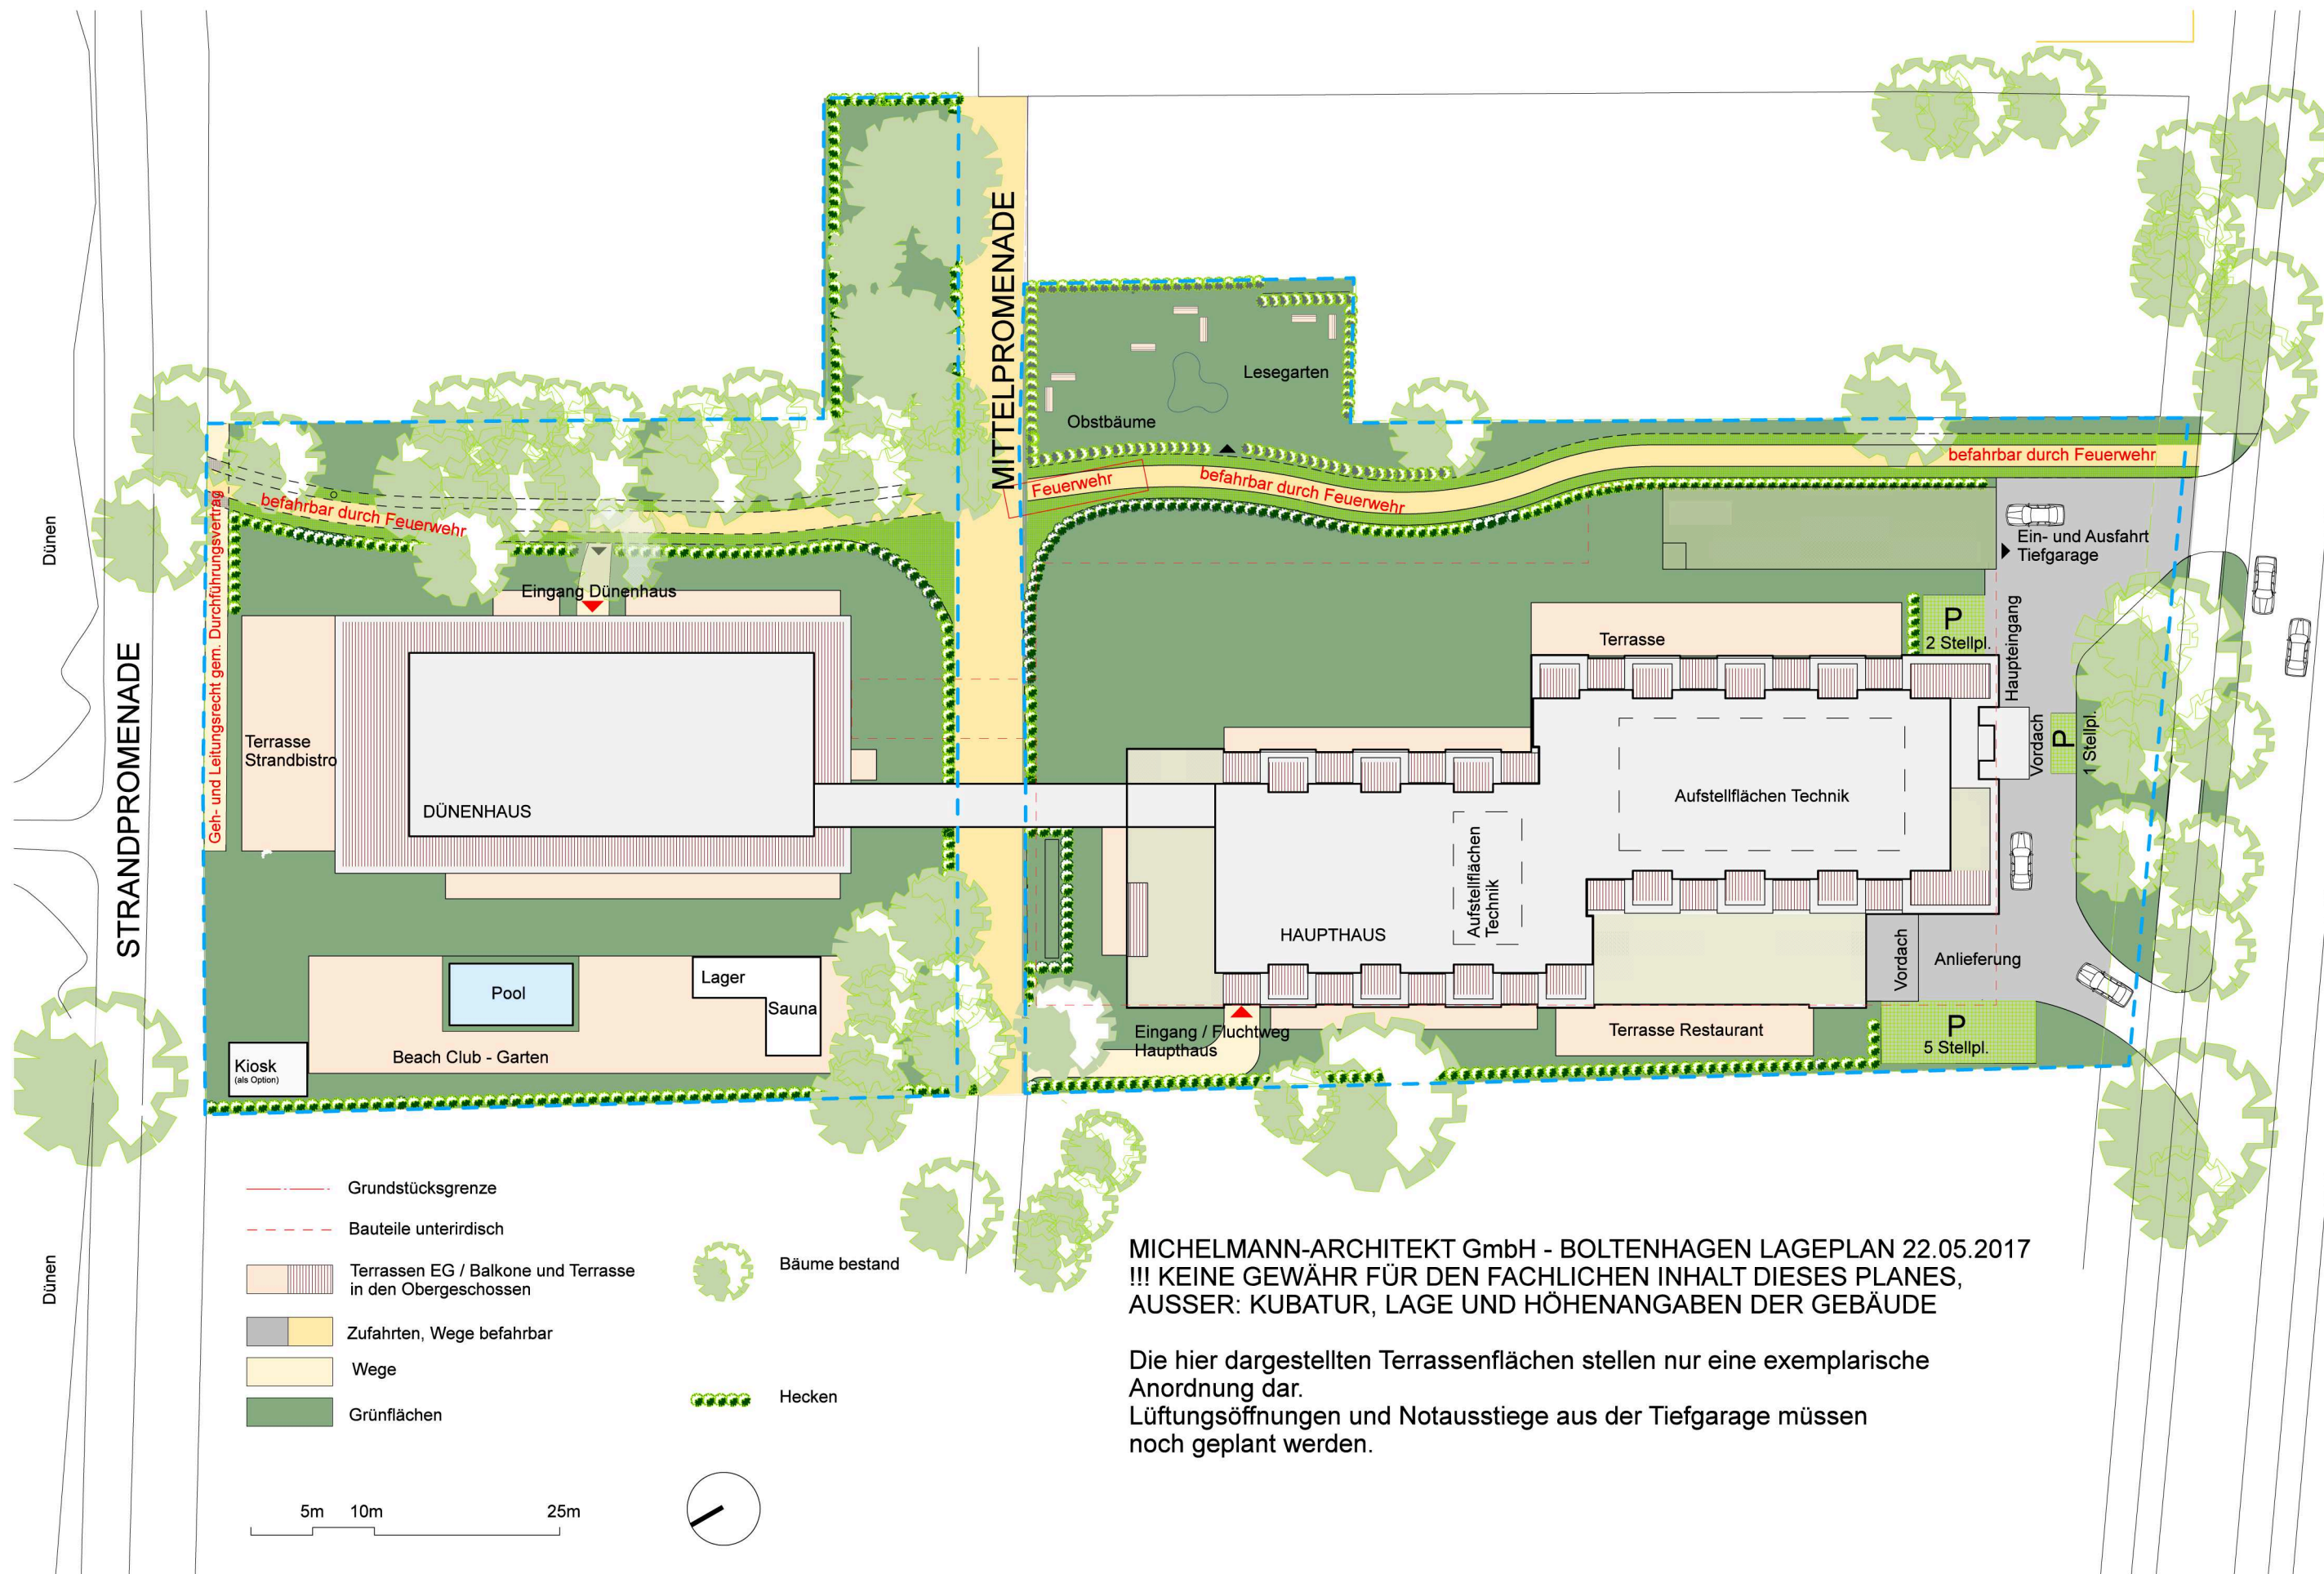 MITTELPROMENADE
Lesegarten
Obstbäume
Feuerwehr
befahrbar durch Feuerwehr
befahrbar durch Feuerwehr
befahrbar durch Feuerwehr
Dünen
STRANDPROMENADE
Geh- und Leitungsrecht gem. Durchführungsvertrag
Eingang Dünenhaus
Terrasse
Strandbistro
DÜNENHAUS
Pool
Lager
Sauna
Beach Club - Garten
Kiosk
(als Option)
Ein- und Ausfahrt
Tiefgarage
P
2 Stellpl.
Haupteingang
Terrasse
Vordach
P
1 Stellpl.
Aufstellflächen Technik
Aufstellflächen
Technik
HAUPTHAUS
Vordach
Anlieferung
Eingang / Fluchtweg
Haupthaus
Terrasse Restaurant
P
5 Stellpl.
Dünen
Grundstücksgrenze
Bauteile unterirdisch
Terrassen EG / Balkone und Terrasse
in den Obergeschossen
Zufahrten, Wege befahrbar
Wege
Grünflächen
Bäume bestand
Hecken
5m 10m 25m
MICHELMANN-ARCHITEKT GmbH - BOLTENHAGEN LAGEPLAN 22.05.2017
!!! KEINE GEWÄHR FÜR DEN FACHLICHEN INHALT DIESES PLANES,
AUSSER: KUBATUR, LAGE UND HÖHENANGABEN DER GEBÄUDE
Die hier dargestellten Terrassenflächen stellen nur eine exemplarische
Anordnung dar.
Lüftungsöffnungen und Notausstiege aus der Tiefgarage müssen
noch geplant werden.